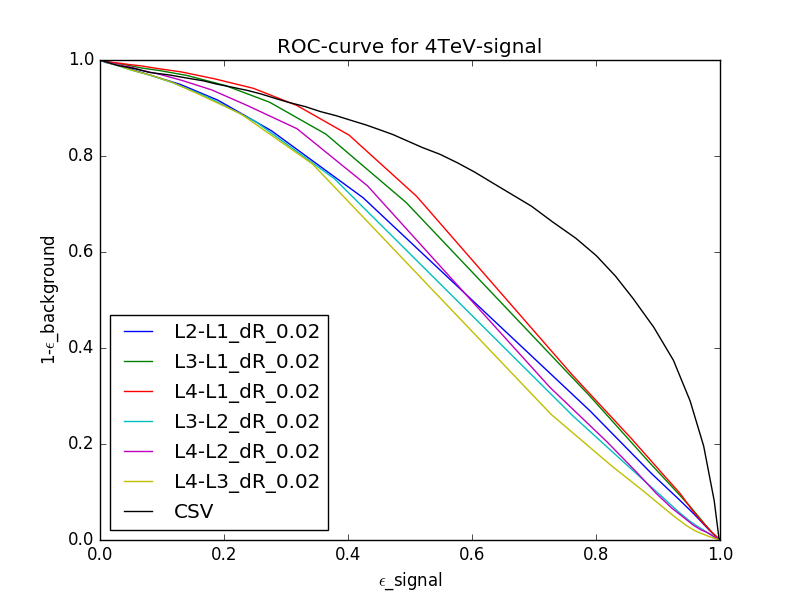 ROC-curve for 4TeV-signal
1.0
0.8
0.6
0.4
0.2
0.0
1-ϵ_background
L2-L1_dR_0.02
L3-L1_dR_0.02
L4-L1_dR_0.02
L3-L2_dR_0.02
L4-L2_dR_0.02
L4-L3_dR_0.02
CSV
0.0 0.2 0.4 0.6 0.8 1.0
ϵ_signal